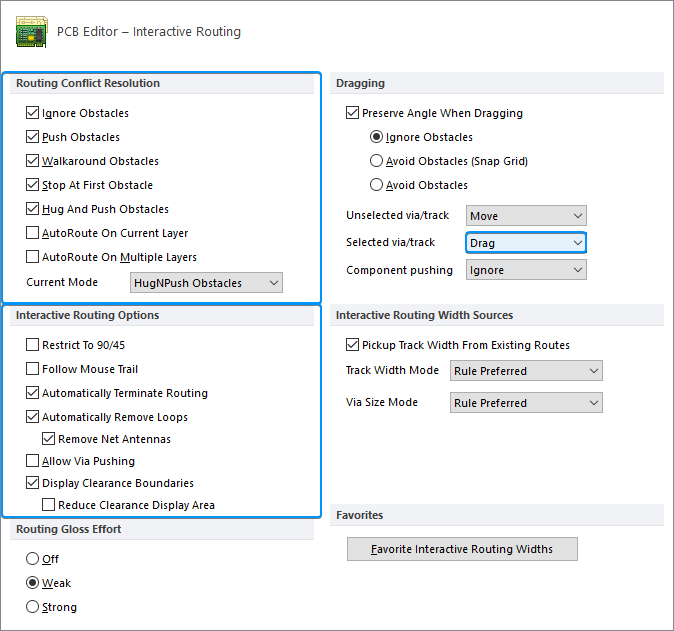 PCB Editor – Interactive Routing
Routing Conflict Resolution
Ignore Obstacles
Push Obstacles
Walkaround Obstacles
Stop At First Obstacle
Hug And Push Obstacles
AutoRoute On Current Layer
AutoRoute On Multiple Layers
Current Mode HugNPush Obstacles
Interactive Routing Options
Restrict To 90/45
Follow Mouse Trail
Automatically Terminate Routing
Automatically Remove Loops
Remove Net Antennas
Allow Via Pushing
Display Clearance Boundaries
Reduce Clearance Display Area
Routing Gloss Effort
Off
Weak
Strong
Dragging
Preserve Angle When Dragging
Ignore Obstacles
Avoid Obstacles (Snap Grid)
Avoid Obstacles
Unselected via/track Move
Selected via/track Drag
Component pushing Ignore
Interactive Routing Width Sources
Pickup Track Width From Existing Routes
Track Width Mode Rule Preferred
Via Size Mode Rule Preferred
Favorites
Favorite Interactive Routing Widths